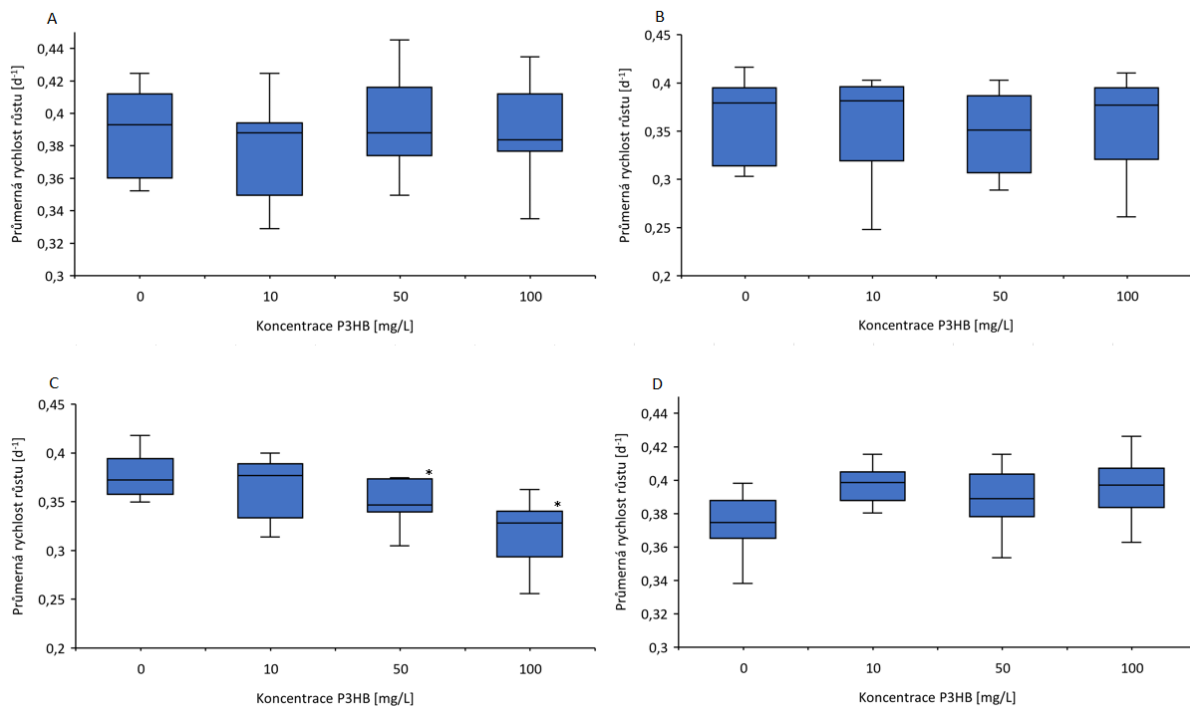 A
Průmerná rychlost růstu [d⁻¹]
0,44
0,42
0,4
0,38
0,36
0,34
0,32
0,3
0 10 50 100
Koncentrace P3HB [mg/L]
B
Průmerná rychlost růstu [d⁻¹]
0,45
0,4
0,35
0,3
0,25
0,2
0 10 50 100
Koncentrace P3HB [mg/L]
C
Průmerná rychlost růstu [d⁻¹]
0,45
0,4
0,35
0,3
0,25
0,2
*
*
0 10 50 100
Koncentrace P3HB [mg/L]
D
Průmerná rychlost růstu [d⁻¹]
0,44
0,42
0,4
0,38
0,36
0,34
0,32
0,3
0 10 50 100
Koncentrace P3HB [mg/L]